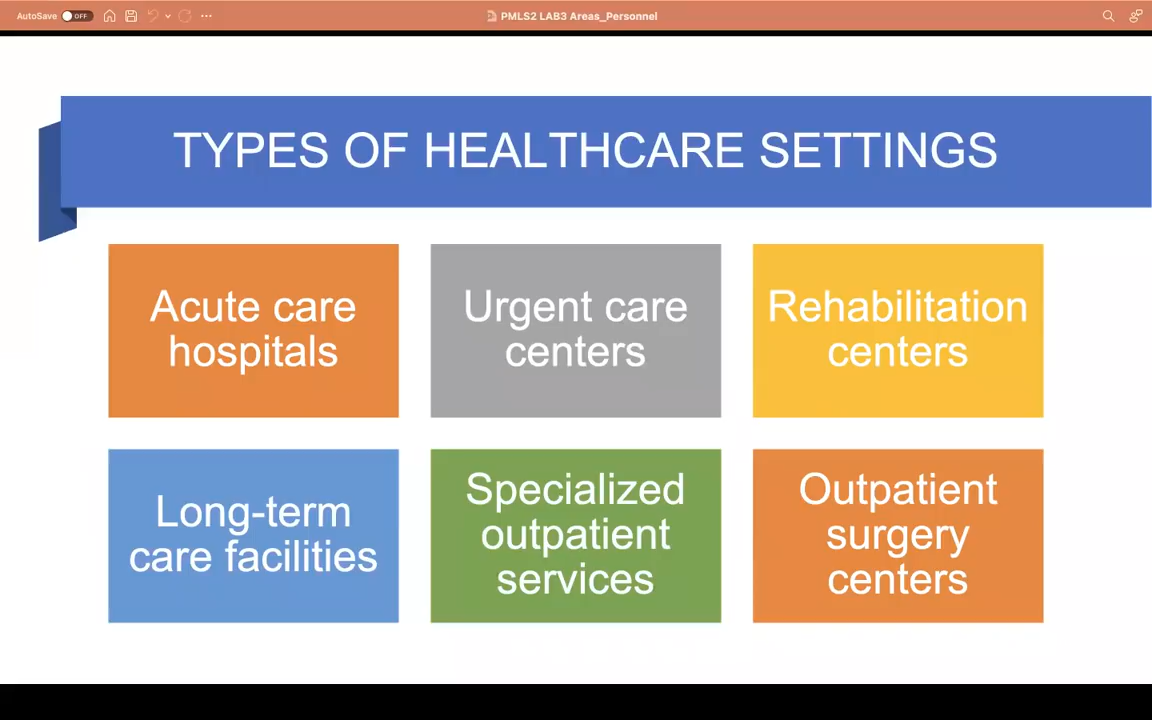 AutoSave OFF
PMLS2 LAB3 Areas_Personnel
TYPES OF HEALTHCARE SETTINGS
Acute care
hospitals
Urgent care
centers
Rehabilitation
centers
Long-term
care facilities
Specialized
outpatient
services
Outpatient
surgery
centers